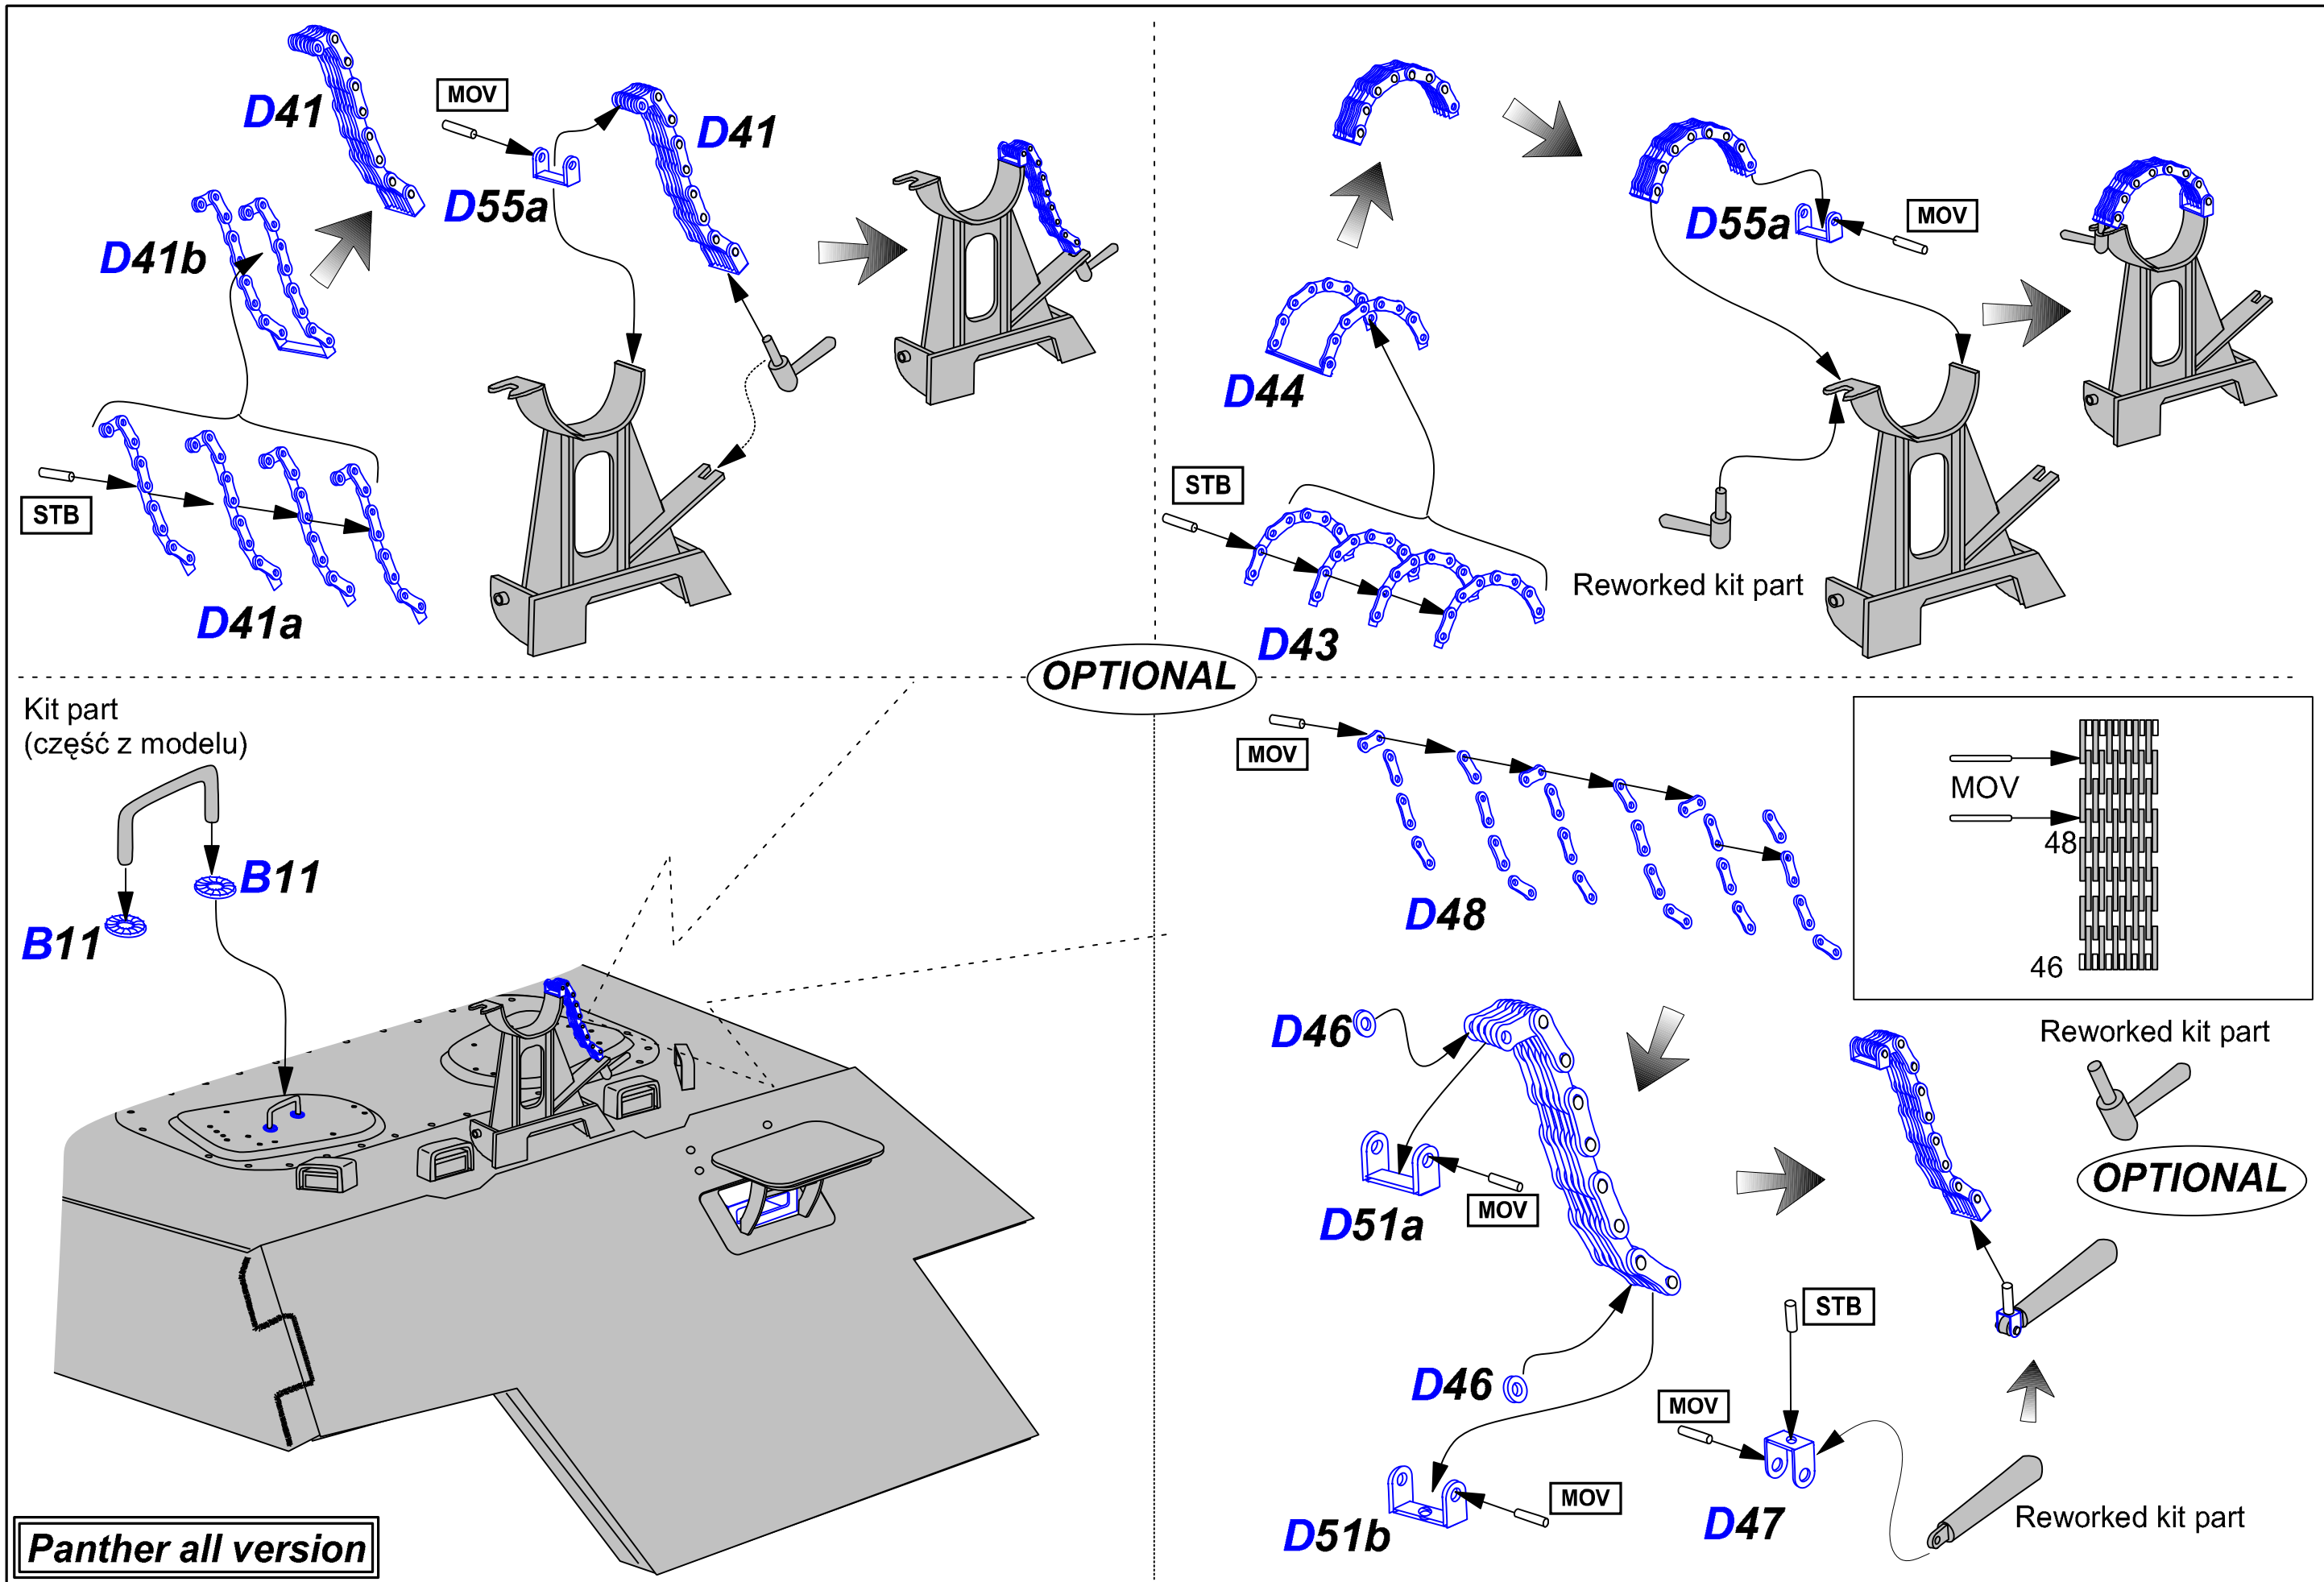 D41
MOV
D41
D55a
D41b
STB
D41a
D55a
MOV
D44
STB
D43
Reworked kit part
OPTIONAL
Kit part
(część z modelu)
B11
B11
Panther all version
MOV
D48
MOV
48
46
D46
D51a
MOV
Reworked kit part
OPTIONAL
STB
D46
MOV
D51b
MOV
D47
Reworked kit part